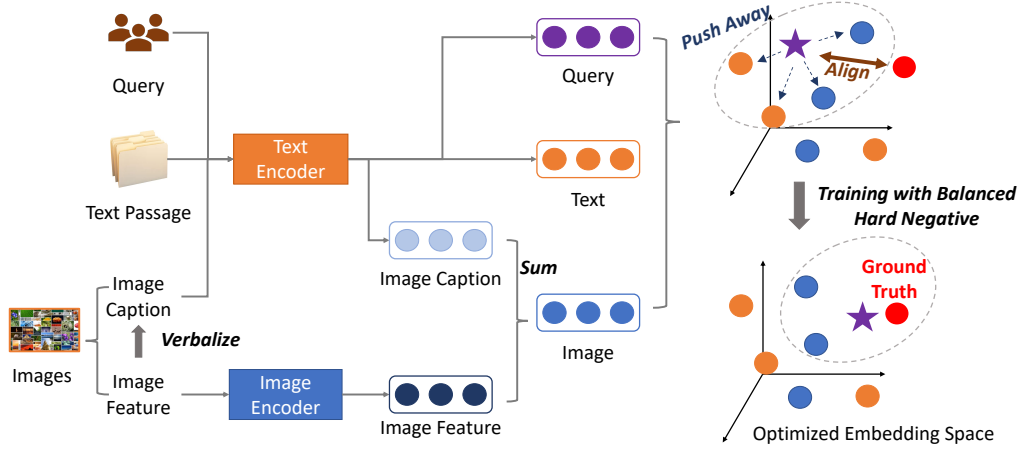 Query
Text Passage
Images
Image
Caption
Verbalize
Image
Feature
Text
Encoder
Image
Encoder
Query
Text
Image Caption
Sum
Image
Image Feature
Push Away
Align
Training with Balanced
Hard Negative
Ground
Truth
Optimized Embedding Space